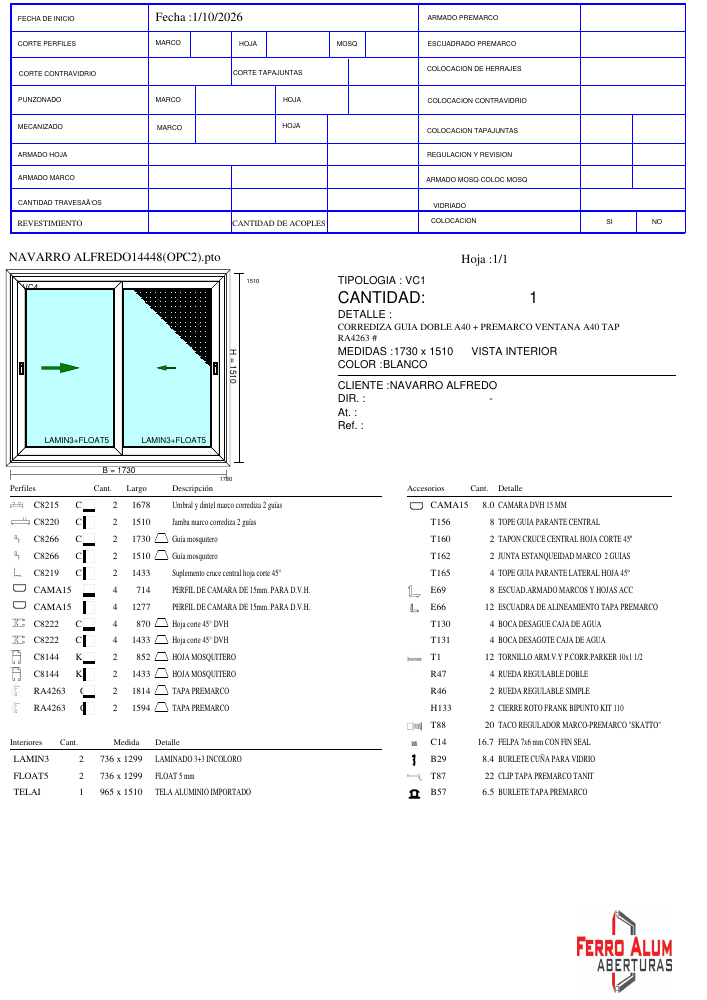 FECHA DE INICIO Fecha :1/10/2026 ARMADO PREMARCO
CORTE PERFILES MARCO HOJA MOSQ ESCUADRADO PREMARCO
CORTE CONTRAVIDRIO CORTE TAPAJUNTAS COLOCACION DE HERRAJES
PUNZONADO MARCO HOJA COLOCACION CONTRAVIDRIO
MECANIZADO MARCO HOJA COLOCACION TAPAJUNTAS
ARMADO HOJA REGULACION Y REVISION
ARMADO MARCO ARMADO MOSQ-COLOC MOSQ
CANTIDAD TRAVESAÃ'OS VIDRIADO
REVESTIMIENTO CANTIDAD DE ACOPLES COLOCACION SI NO
NAVARRO ALFREDO14448(OPC2).pto Hoja :1/1
VC4
1510
H = 1510
LAMIN3+FLOAT5 LAMIN3+FLOAT5
B = 1730
1730
TIPOLOGIA : VC1
CANTIDAD: 1
DETALLE :
CORREDIZA GUIA DOBLE A40 + PREMARCO VENTANA A40 TAP
RA4263 #
MEDIDAS :1730 x 1510 VISTA INTERIOR
COLOR :BLANCO
CLIENTE :NAVARRO ALFREDO
DIR. : -
At. :
Ref. :
Perfiles Cant. Largo Descripción
C8215 C 2 1678 Umbral y dintel marco corrediza 2 guías
C8220 C 2 1510 Jamba marco corrediza 2 guías
C8266 C 2 1730 Guía mosquitero
C8266 C 2 1510 Guía mosquitero
C8219 C 2 1433 Suplemento cruce central hoja corte 45°
CAMA15 4 714 PERFIL DE CAMARA DE 15mm. PARA D.V.H.
CAMA15 4 1277 PERFIL DE CAMARA DE 15mm. PARA D.V.H.
C8222 C 4 870 Hoja corte 45° DVH
C8222 C 4 1433 Hoja corte 45° DVH
C8144 K 2 852 HOJA MOSQUITERO
C8144 K 2 1433 HOJA MOSQUITERO
RA4263 C 2 1814 TAPA PREMARCO
RA4263 C 2 1594 TAPA PREMARCO
Interiores Cant. Medida Detalle
LAMIN3 2 736 x 1299 LAMINADO 3+3 INCOLORO
FLOAT5 2 736 x 1299 FLOAT 5 mm
TELAI 1 965 x 1510 TELA ALUMINIO IMPORTADO
Accesorios Cant. Detalle
CAMA15 8.0 CAMARA DVH 15 MM
T156 8 TOPE GUIA PARANTE CENTRAL
T160 2 TAPON CRUCE CENTRAL HOJA CORTE 45º
T162 2 JUNTA ESTANQUEIDAD MARCO 2 GUIAS
T165 4 TOPE GUIA PARANTE LATERAL HOJA 45º
E69 8 ESCUAD.ARMADO MARCOS Y HOJAS ACC
E66 12 ESCUADRA DE ALINEAMIENTO TAPA PREMARCO
T130 4 BOCA DESAGUE CAJA DE AGUA
T131 4 BOCA DESAGOTE CAJA DE AGUA
T1 12 TORNILLO ARM.V.Y P.CORR.PARKER 10x1 1/2
R47 4 RUEDA REGULABLE DOBLE
R46 2 RUEDA REGULABLE SIMPLE
H133 2 CIERRE ROTO FRANK BIPUNTO KIT 110
T88 20 TACO REGULADOR MARCO-PREMARCO "SKATTO"
C14 16.7 FELPA 7x6 mm CON FIN SEAL
B29 8.4 BURLETE CUÑA PARA VIDRIO
T87 22 CLIP TAPA PREMARCO TANIT
B57 6.5 BURLETE TAPA PREMARCO
FERRO ALUM
ABERTURAS